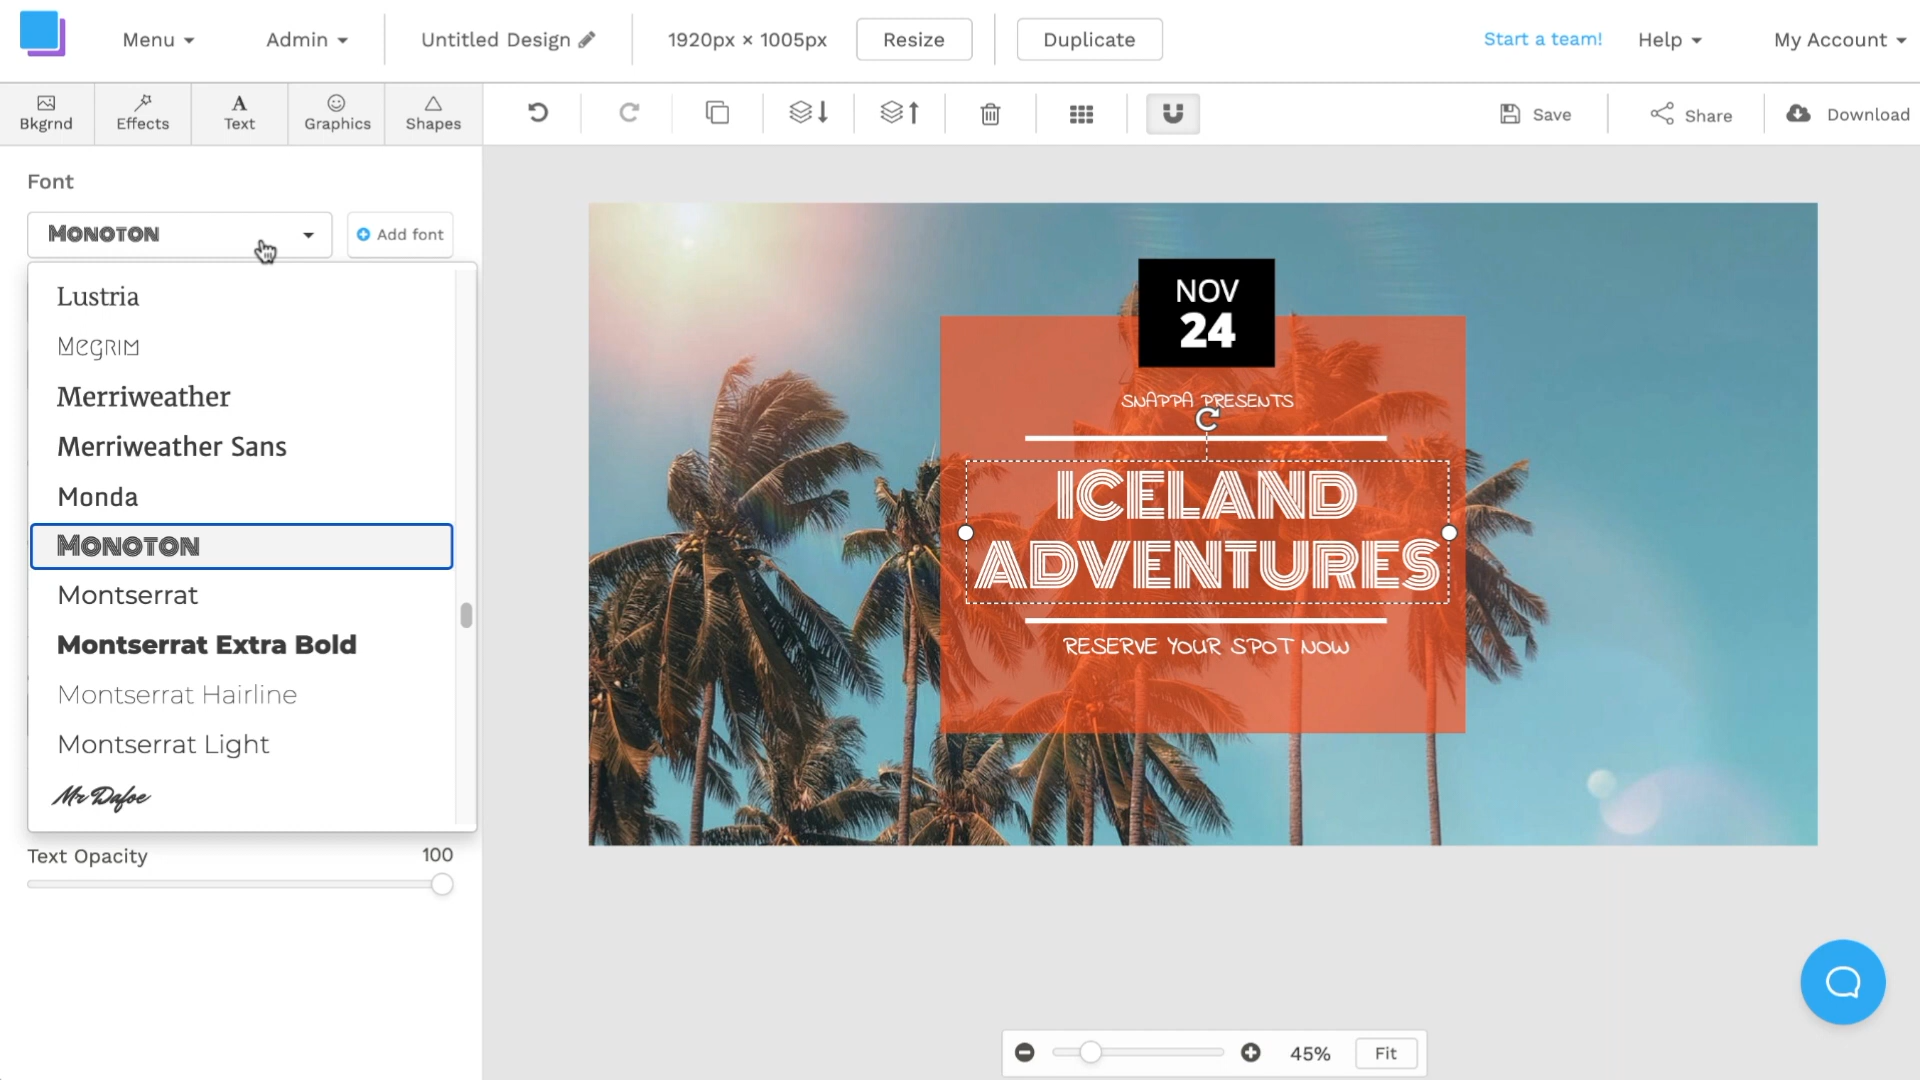 Menu
Admin
Untitled Design
1920px × 1005px
Resize
Duplicate
Start a team!
Help
My Account
Bkgrnd
Effects
Text
Graphics
Shapes
Save
Share
Download
Font
MONOTON
Add font
Lustria
Megrim
Merriweather
Merriweather Sans
Monda
MONOTON
Montserrat
Montserrat Extra Bold
Montserrat Hairline
Montserrat Light
Mr Dafoe
Text Opacity
100
NOV
24
SNAPPA PRESENTS
ICELAND
ADVENTURES
RESERVE YOUR SPOT NOW
45%
Fit